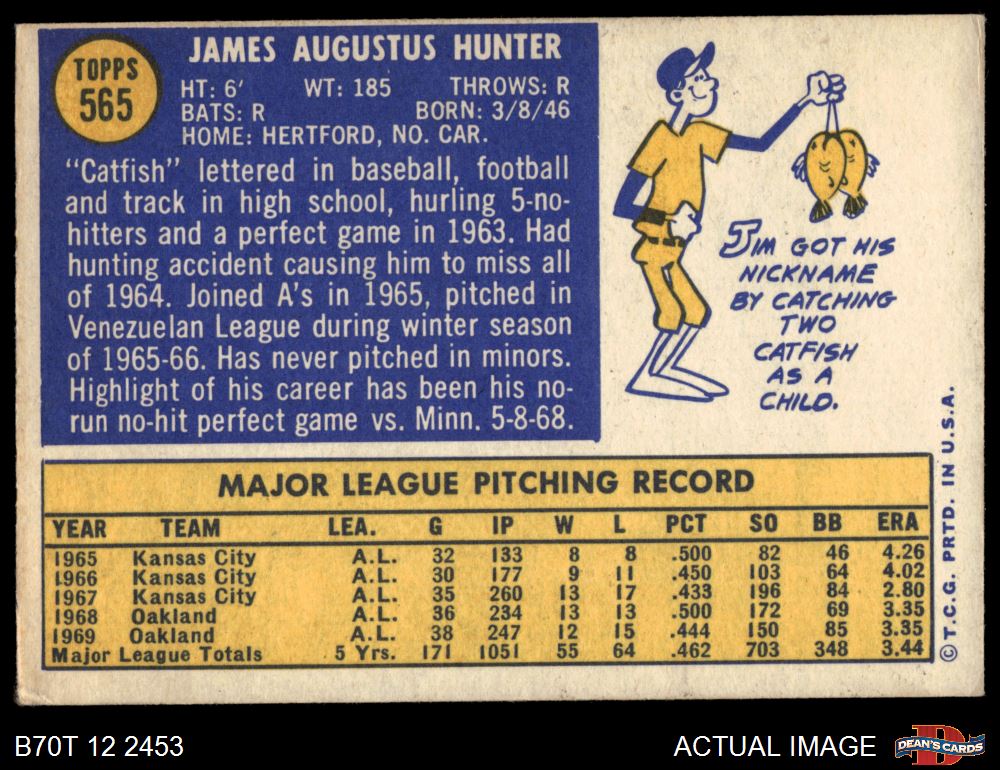 TOPPS
565
JAMES AUGUSTUS HUNTER
HT: 6' WT: 185 THROWS: R
BATS: R BORN: 3/8/46
HOME: HERTFORD, NO. CAR.
"Catfish" lettered in baseball, football
and track in high school, hurling 5-no-
hitters and a perfect game in 1963. Had
hunting accident causing him to miss all
of 1964. Joined A's in 1965, pitched in
Venezuelan League during winter season
of 1965-66. Has never pitched in minors.
Highlight of his career has been his no-
run no-hit perfect game vs. Minn. 5-8-68.
JIM GOT HIS
NICKNAME
BY CATCHING
TWO
CATFISH
AS A
CHILD.
MAJOR LEAGUE PITCHING RECORD
YEAR TEAM LEA. G IP W L PCT SO BB ERA
1965 Kansas City A.L. 32 133 8 8 .500 82 46 4.26
1966 Kansas City A.L. 30 177 9 11 .450 103 64 4.02
1967 Kansas City A.L. 35 260 13 17 .433 196 84 2.80
1968 Oakland A.L. 36 234 13 13 .500 172 69 3.35
1969 Oakland A.L. 38 247 12 15 .444 150 85 3.35
Major League Totals 5 Yrs. 171 1051 55 64 .462 703 348 3.44
© T.C.G. PRTD. IN U.S.A.
B70T 12 2453
ACTUAL IMAGE
D
DEAN'S CARDS